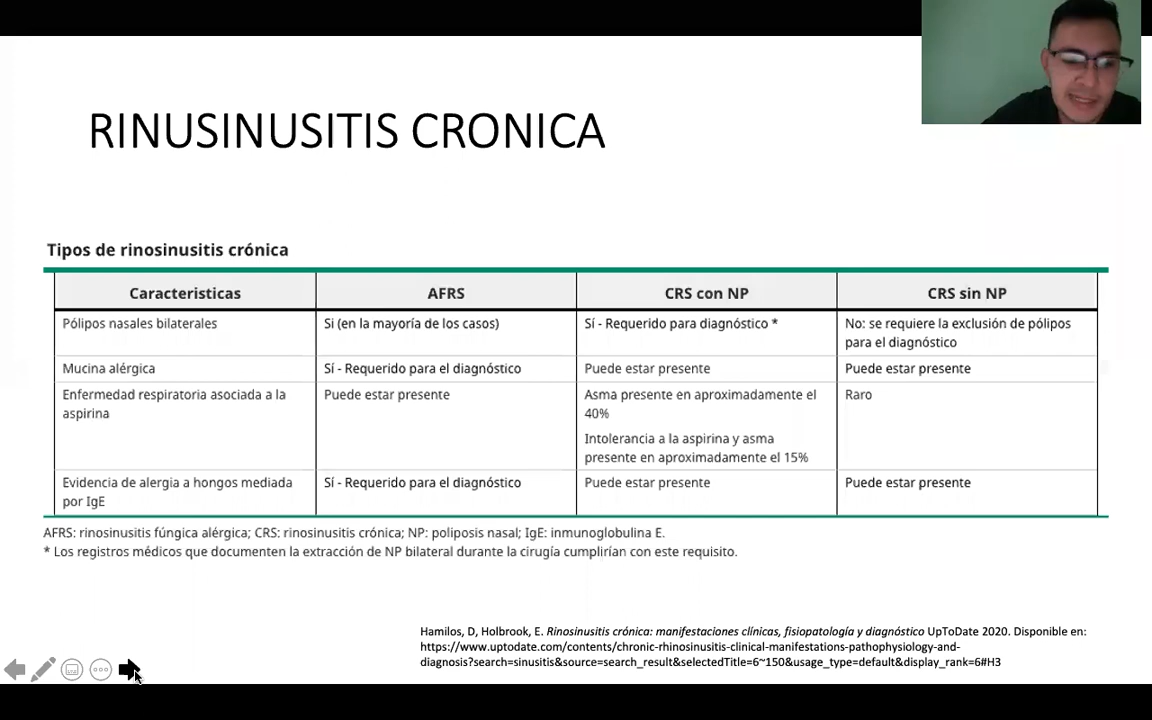 RINUSINUSITIS CRONICA
Tipos de rinosinusitis crónica
Caracteristicas AFRS CRS con NP CRS sin NP
Pólipos nasales bilaterales Si (en la mayoría de los casos) Sí - Requerido para diagnóstico * No: se requiere la exclusión de pólipos
para el diagnóstico
Mucina alérgica Sí - Requerido para el diagnóstico Puede estar presente Puede estar presente
Enfermedad respiratoria asociada a la Puede estar presente Asma presente en aproximadamente el Raro
aspirina 40%
Intolerancia a la aspirina y asma
presente en aproximadamente el 15%
Evidencia de alergia a hongos mediada Sí - Requerido para el diagnóstico Puede estar presente Puede estar presente
por IgE
AFRS: rinosinusitis fúngica alérgica; CRS: rinosinusitis crónica; NP: poliposis nasal; IgE: inmunoglobulina E.
* Los registros médicos que documenten la extracción de NP bilateral durante la cirugía cumplirían con este requisito.
Hamilos, D, Holbrook, E. Rinosinusitis crónica: manifestaciones clínicas, fisiopatología y diagnóstico UpToDate 2020. Disponible en:
https://www.uptodate.com/contents/chronic-rhinosinusitis-clinical-manifestations-pathophysiology-and-
diagnosis?search=sinusitis&source=search_result&selectedTitle=6~150&usage_type=default&display_rank=6#H3